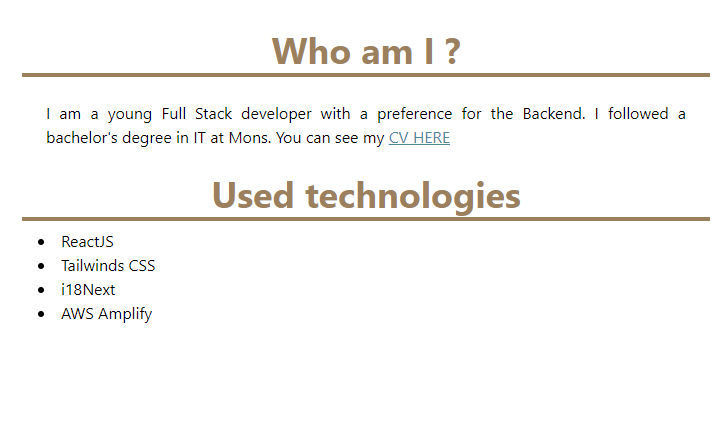 Who am I ?
I am a young Full Stack developer with a preference for the Backend. I followed a
bachelor's degree in IT at Mons. You can see my CV HERE
Used technologies
ReactJS
Tailwinds CSS
i18Next
AWS Amplify